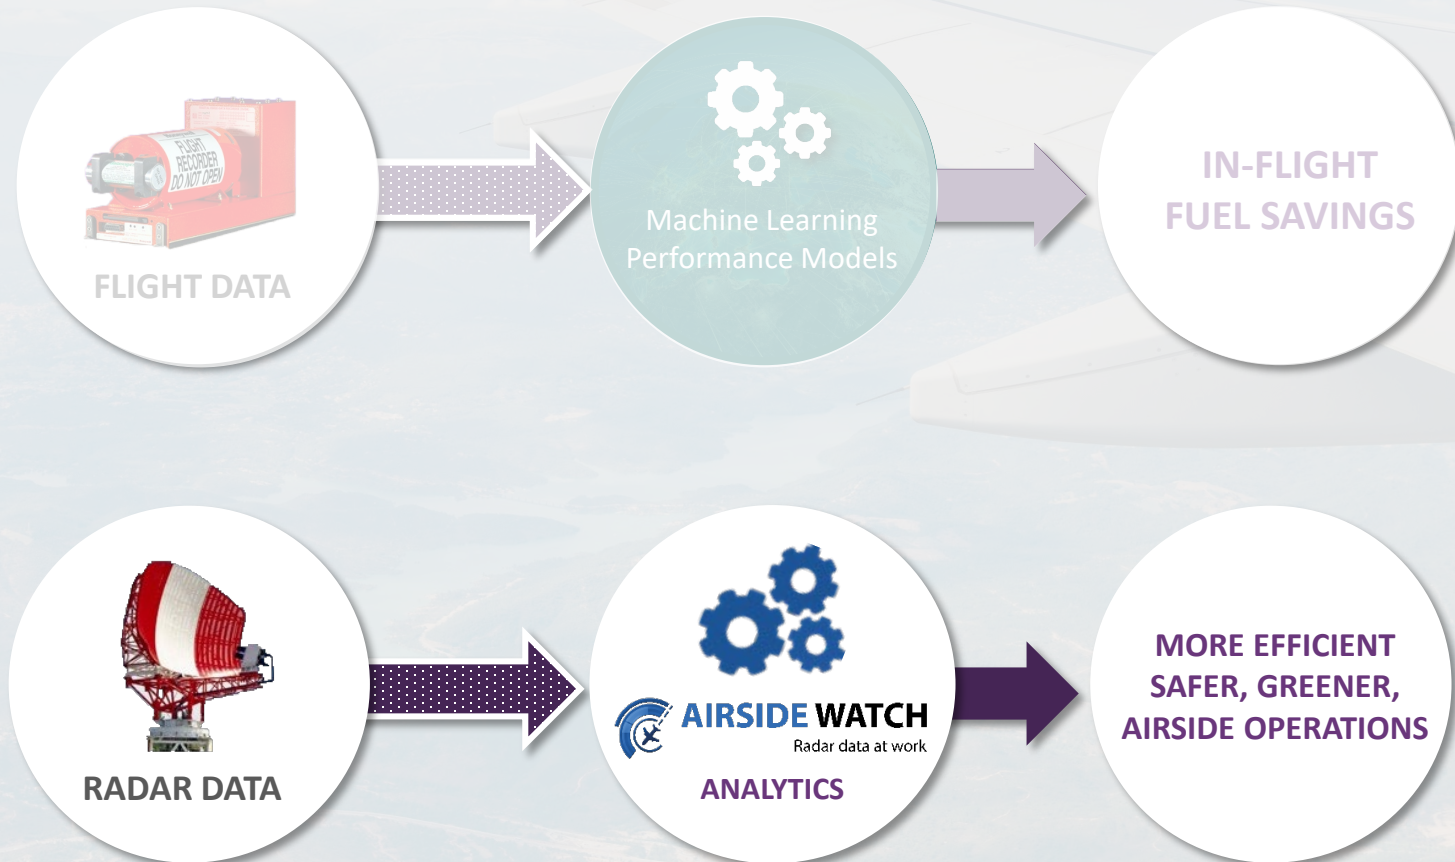 FLIGHT
RECORDER
DO NOT OPEN
FLIGHT DATA
Machine Learning
Performance Models
IN-FLIGHT
FUEL SAVINGS
RADAR DATA
AIRSIDE WATCH
Radar data at work
ANALYTICS
MORE EFFICIENT
SAFER, GREENER,
AIRSIDE OPERATIONS